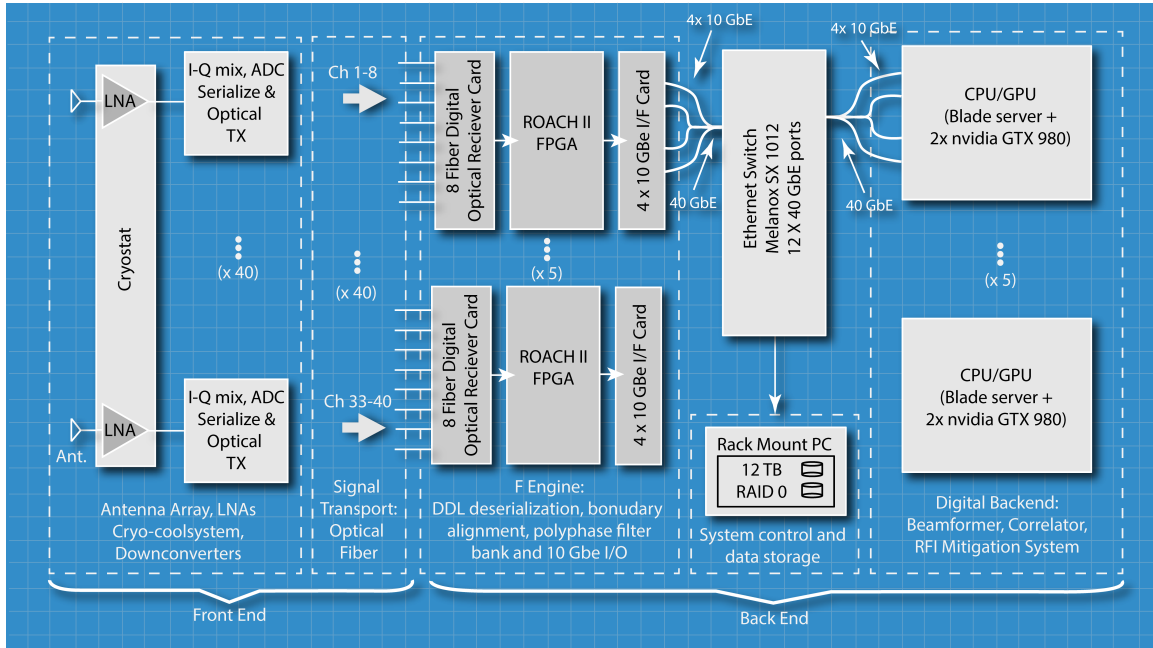 LNA
I-Q mix, ADC
Serialize &
Optical
TX
Cryostat
(x 40)
LNA
Ant.
I-Q mix, ADC
Serialize &
Optical
TX
Antenna Array, LNAs
Cryo-coolsystem,
Downconverters
Ch 1-8
(x 40)
Ch 33-40
Signal
Transport:
Optical
Fiber
Front End
8 Fiber Digital
Optical Reciever Card
ROACH II
FPGA
4 x 10 GBe I/F Card
(x 5)
8 Fiber Digital
Optical Reciever Card
ROACH II
FPGA
4 x 10 GBe I/F Card
F Engine:
DDL deserialization, bonudary
alignment, polyphase filter
bank and 10 Gbe I/O
4x 10 GbE
40 GbE
Ethernet Switch
Melanox SX 1012
12 X 40 GbE ports
4x 10 GbE
40 GbE
Rack Mount PC
12 TB
RAID 0
System control and
data storage
CPU/GPU
(Blade server +
2x nvidia GTX 980)
(x 5)
CPU/GPU
(Blade server +
2x nvidia GTX 980)
Digital Backend:
Beamformer, Correlator,
RFI Mitigation System
Back End